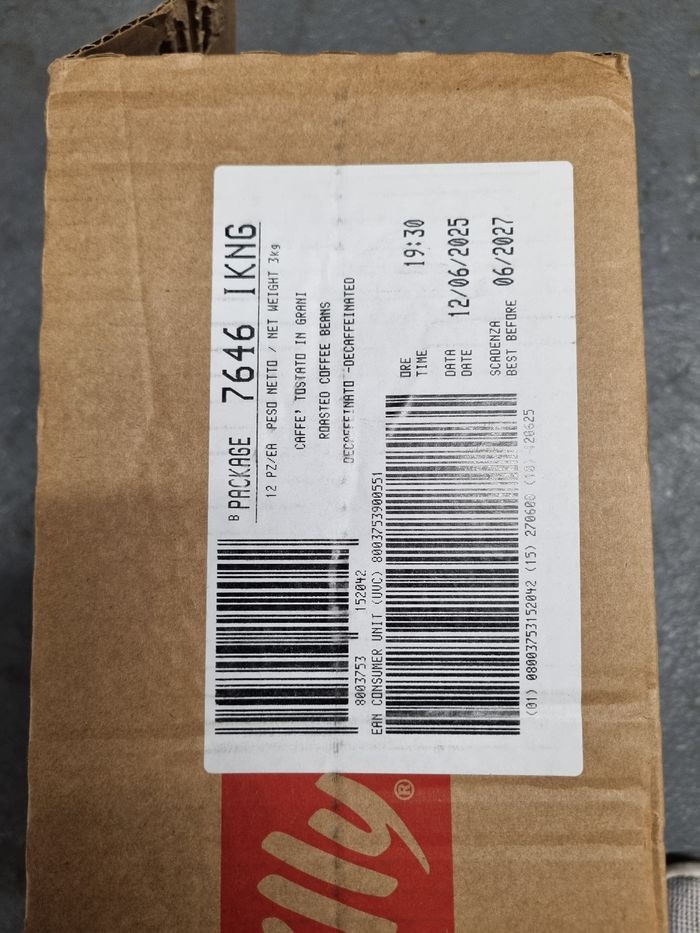 B PACKAGE 7646 IKNG
12 PZ/EA PESO NETTO / NET WEIGHT 3kg
CAFFE' TOSTATO IN GRANI
ROASTED COFFEE BEANS
DECAFFEINATO -DECAFFEINATED
8003753 152042
EAN CONSUMER UNIT (UVC) 8003753900551
ORE
TIME 19:30
DATA
DATE 12/06/2025
SCADENZA
BEST BEFORE 06/2027
(01) 08003753152042 (15) 270600 (10) 120625
illy®